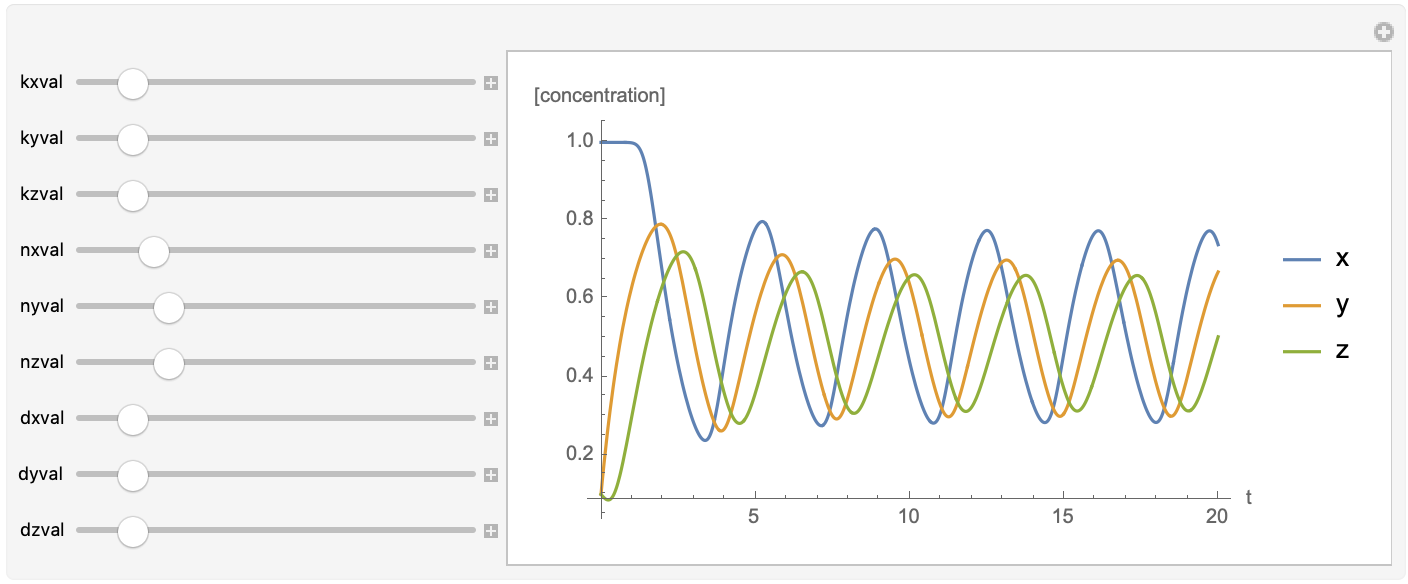 kxval
kyval
kzval
nxval
nyval
nzval
dxval
dyval
dzval
[concentration]
1.0
0.8
0.6
0.4
0.2
5 10 15 20
t
x
y
z